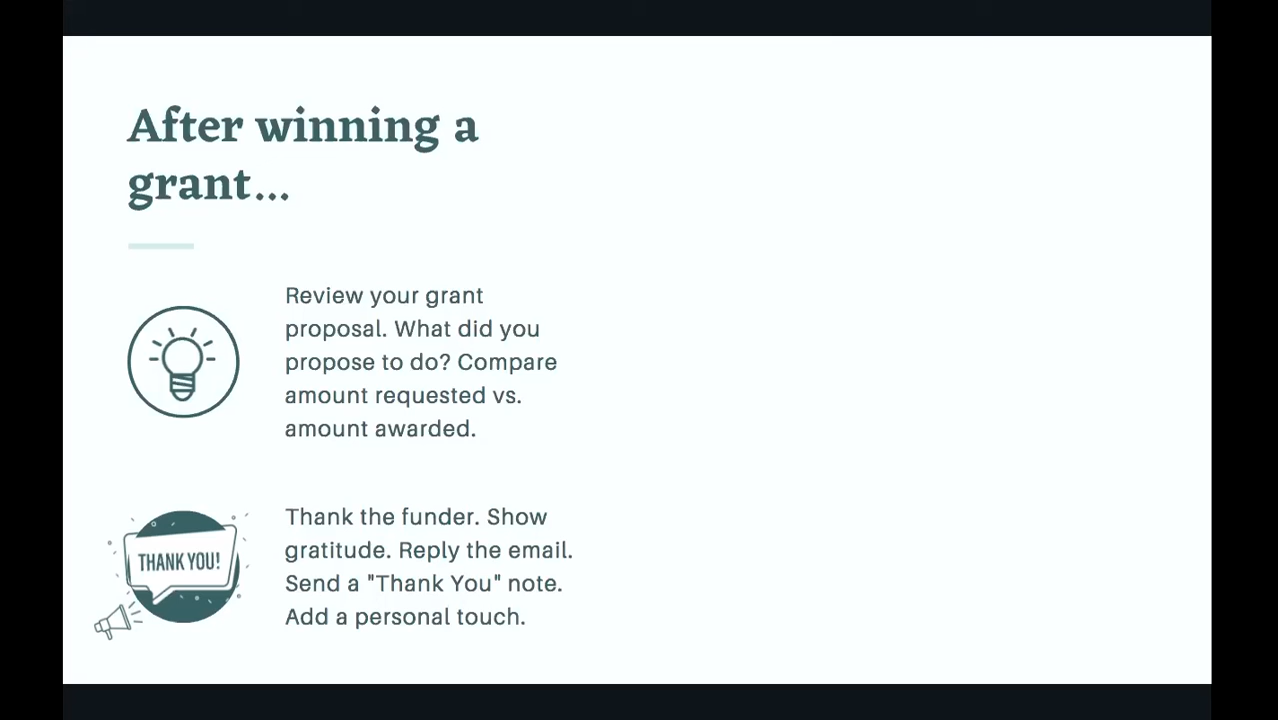 After winning a
grant...
Review your grant
proposal. What did you
propose to do? Compare
amount requested vs.
amount awarded.
THANK YOU!
Thank the funder. Show
gratitude. Reply the email.
Send a "Thank You" note.
Add a personal touch.